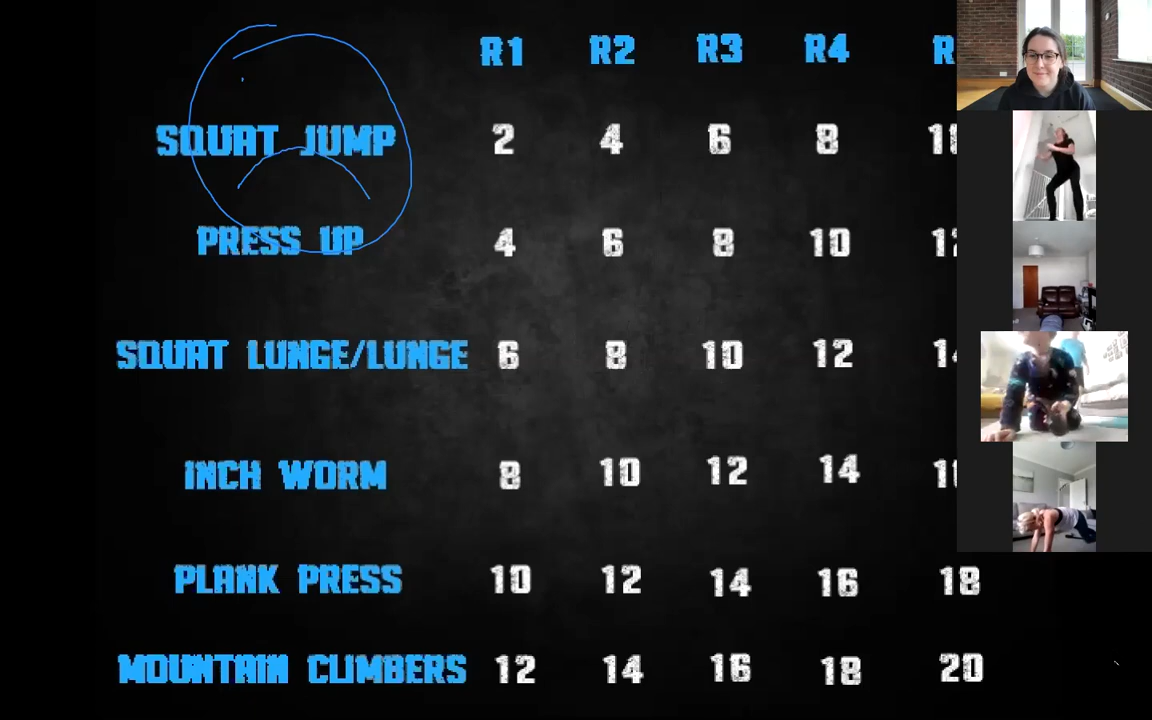 R1 R2 R3 R4 R
SQUAT JUMP 2 4 6 8
PRESS UP 4 6 8 10
SQUAT LUNGE/LUNGE 6 8 10 12
INCH WORM 8 10 12 14
PLANK PRESS 10 12 14 16 18
MOUNTAIN CLIMBERS 12 14 16 18 20